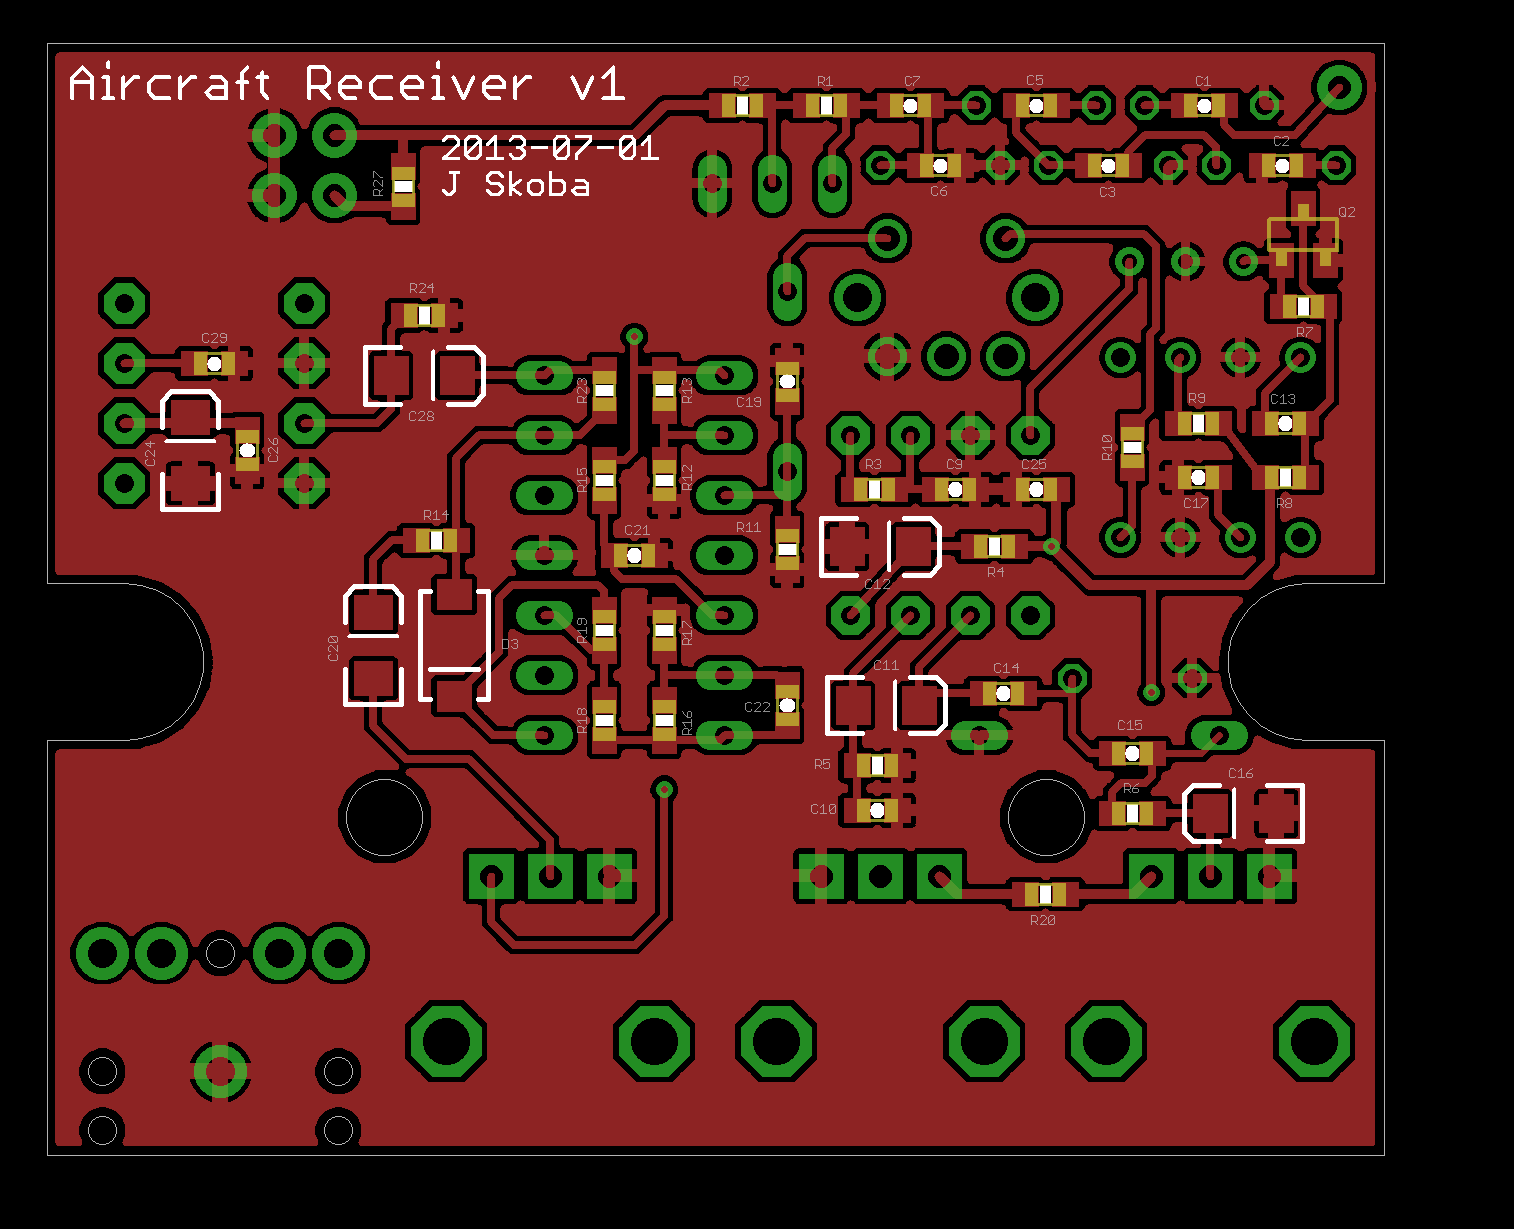 Aircraft Receiver v1
R2 R1 C7 C5 C1
2013-07-01
C2
J Skoba
R27
C6 C3
Q2
R24
R7
C29
R23 R13 C19
C28
R9 C13
C24 C26
R10
R15 R12
R3 C9 C25
C17 R8
R14
C21
R11
C12
R4
C20
D3
R19 R17
C11 C14
R18 R16
C22
C15
R5
C16
R6
C10
R20